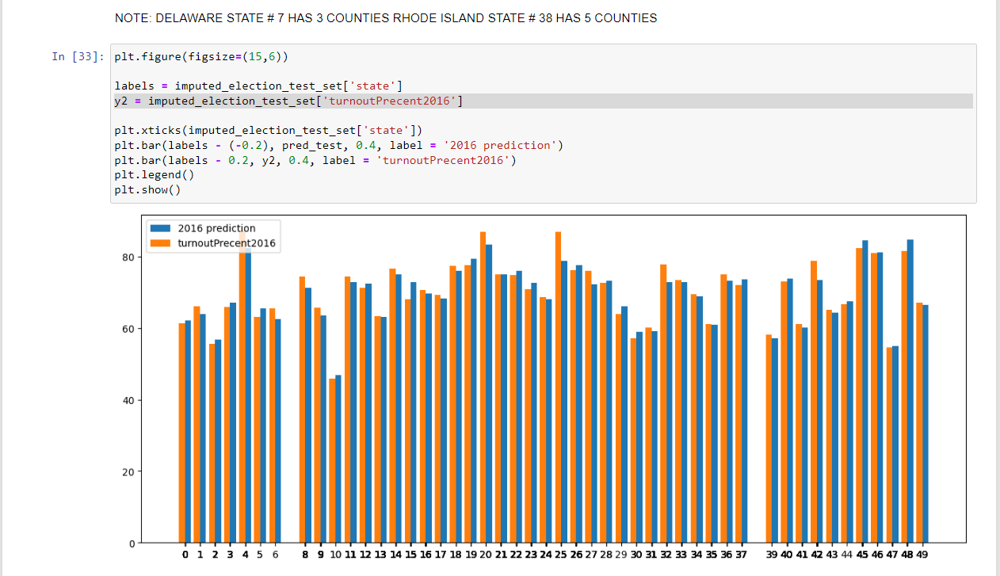 NOTE: DELAWARE STATE # 7 HAS 3 COUNTIES RHODE ISLAND STATE # 38 HAS 5 COUNTIES
In [33]:
plt.figure(figsize=(15,6))
labels = imputed_election_test_set['state']
y2 = imputed_election_test_set['turnoutPrecent2016']
plt.xticks(imputed_election_test_set['state'])
plt.bar(labels - (-0.2), pred_test, 0.4, label = '2016 prediction')
plt.bar(labels - 0.2, y2, 0.4, label = 'turnoutPrecent2016')
plt.legend()
plt.show()
2016 prediction
turnoutPrecent2016
80
60
40
20
0
0 1 2 3 4 5 6 8 9 10 11 12 13 14 15 16 17 18 19 20 21 22 23 24 25 26 27 28 29 30 31 32 33 34 35 36 37 39 40 41 42 43 44 45 46 47 48 49